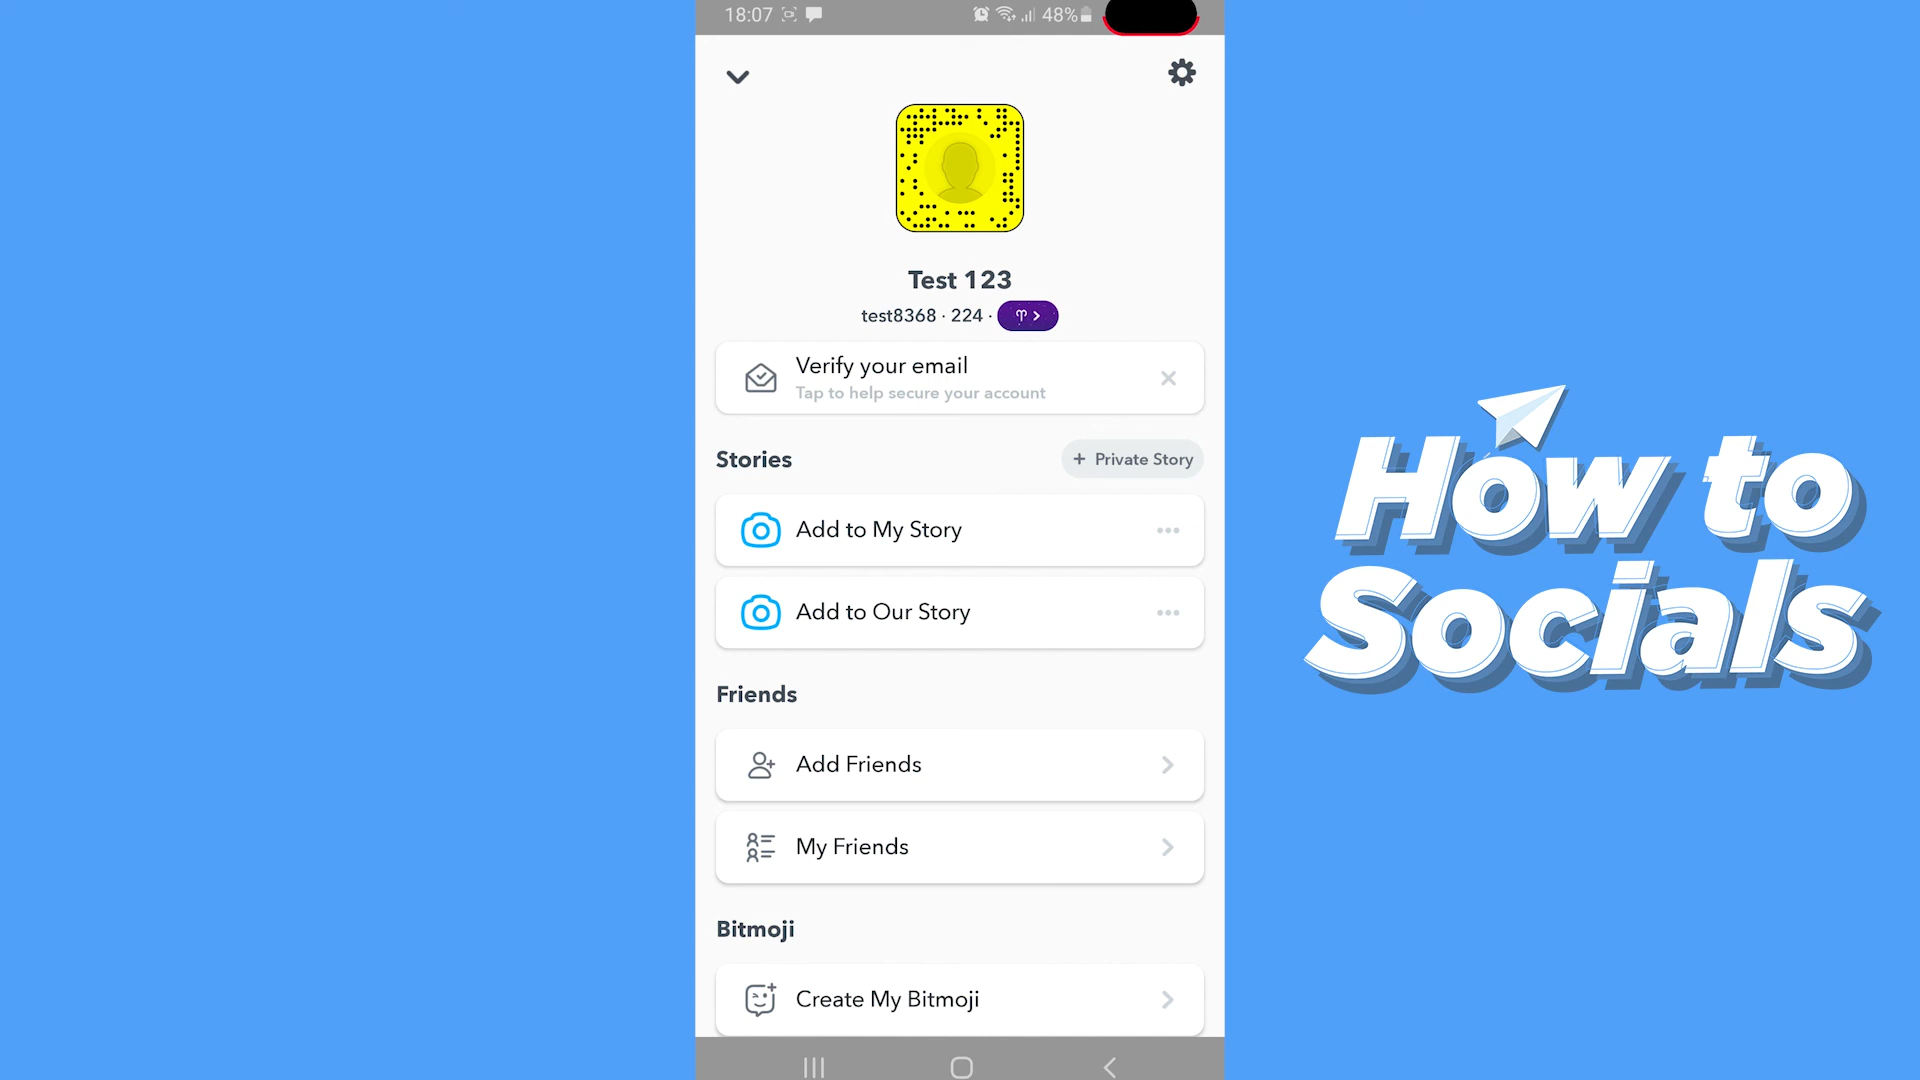 18:07
48%
Test 123
test8368 · 224 ·
Verify your email
Tap to help secure your account
Stories
+ Private Story
Add to My Story
Add to Our Story
Friends
Add Friends
My Friends
Bitmoji
Create My Bitmoji
How to
Socials